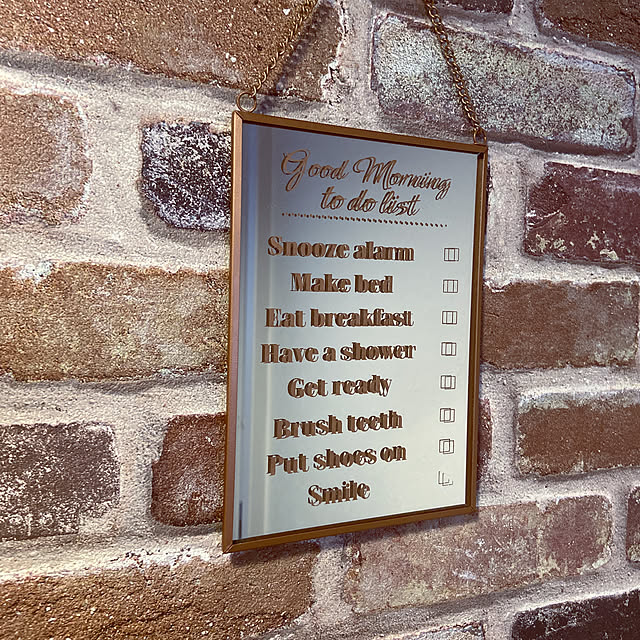 Good Morning
to do list
Snooze alarm
Make bed
Eat breakfast
Have a shower
Get ready
Brush teeth
Put shoes on
Smile